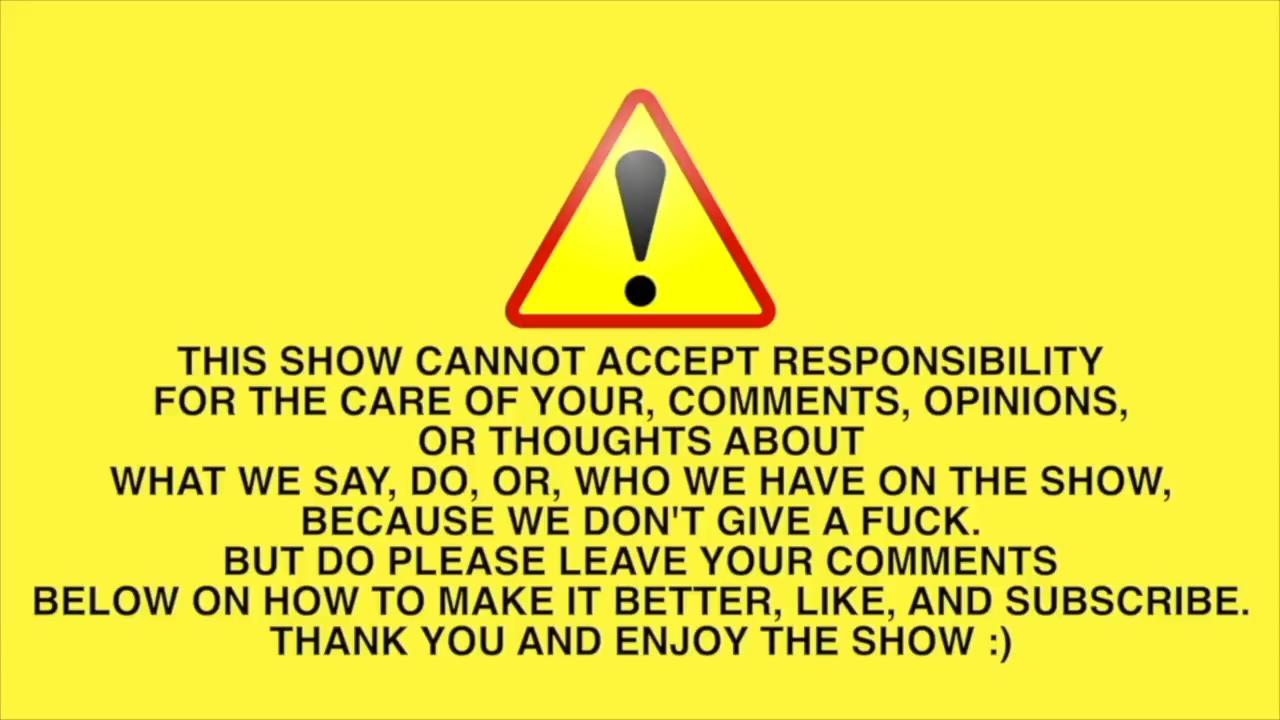 THIS SHOW CANNOT ACCEPT RESPONSIBILITY
FOR THE CARE OF YOUR, COMMENTS, OPINIONS,
OR THOUGHTS ABOUT
WHAT WE SAY, DO, OR, WHO WE HAVE ON THE SHOW,
BECAUSE WE DON'T GIVE A FUCK.
BUT DO PLEASE LEAVE YOUR COMMENTS
BELOW ON HOW TO MAKE IT BETTER, LIKE, AND SUBSCRIBE.
THANK YOU AND ENJOY THE SHOW :)